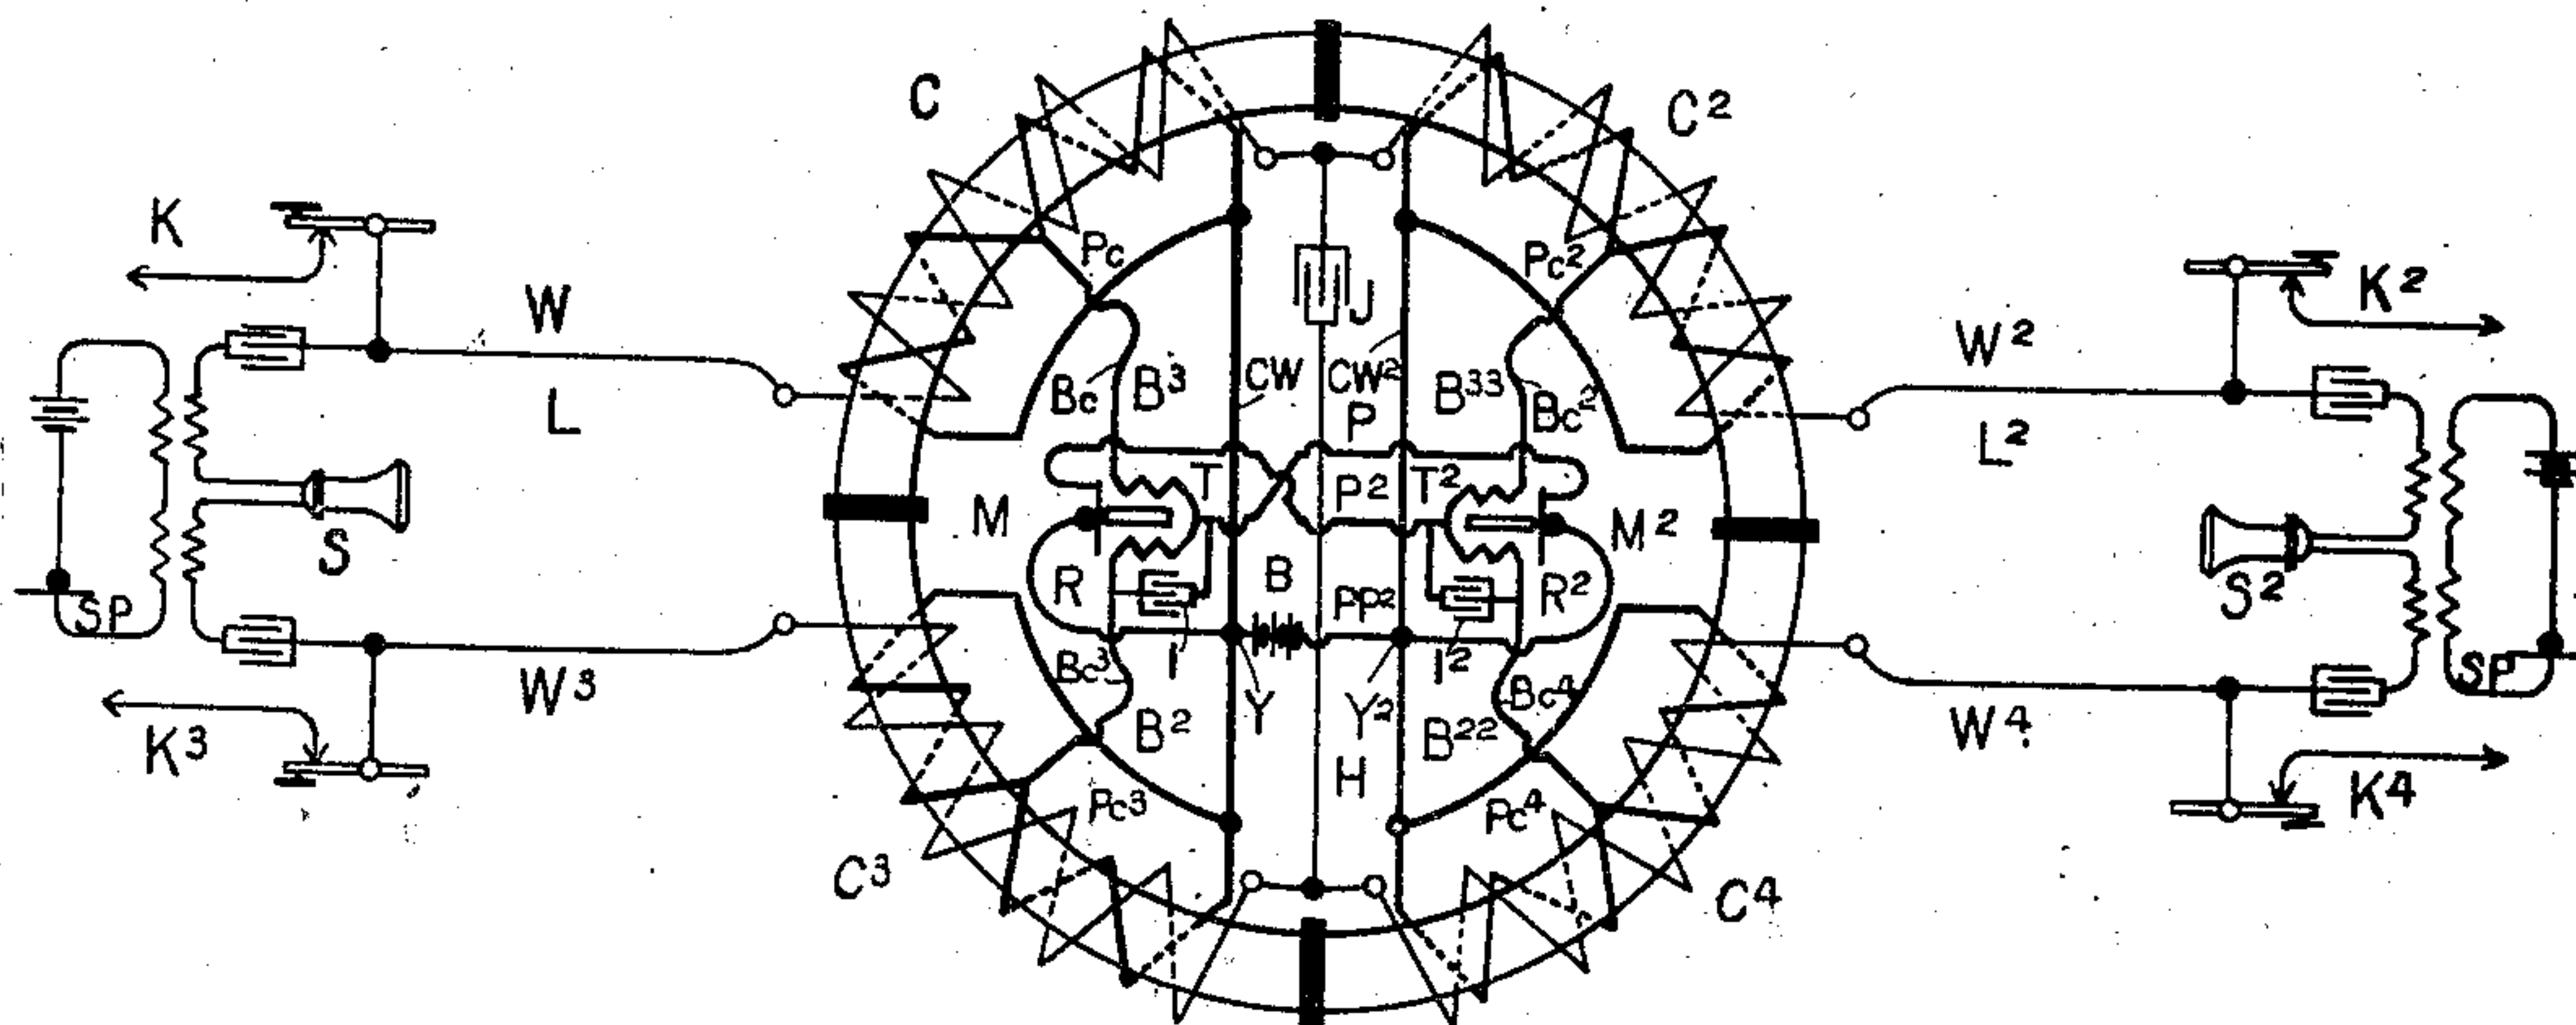 C C²
K Pc Pc² K²
W J W²
L Bc B³ CW CW² B³³ Bc² L²
P
M T P² T² M²
S R B PP² R² S²
SP Bc³ I Y Y² I² Bc⁴ SP
W³ B² B²² W⁴
K³ Pc³ H Pc⁴ K⁴
C³ C⁴